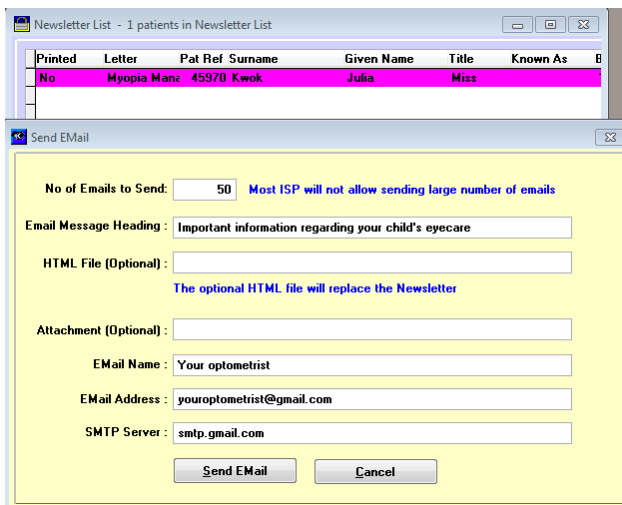 Newsletter List - 1 patients in Newsletter List
Printed Letter Pat Ref Surname Given Name Title Known As
No Myopia Mana 45970 Kwok Julia Miss
Send EMail
No of Emails to Send: 50 Most ISP will not allow sending large number of emails
Email Message Heading : Important information regarding your child's eyecare
HTML File (Optional) :
The optional HTML file will replace the Newsletter
Attachment (Optional) :
EMail Name : Your optometrist
EMail Address : youroptometrist@gmail.com
SMTP Server : smtp.gmail.com
Send EMail Cancel